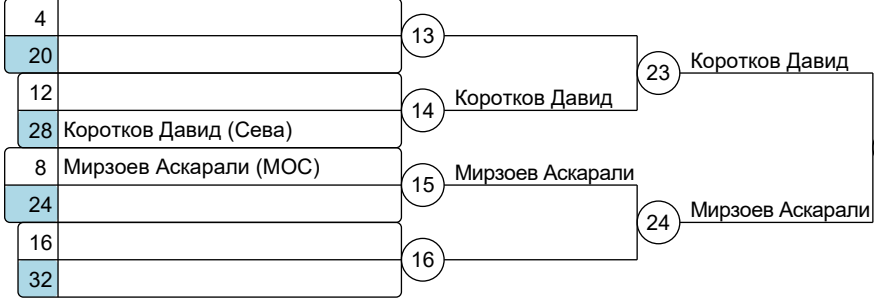 4
20
13
12
28 Коротков Давид (Сева)
14 Коротков Давид
23 Коротков Давид
8 Мирзоев Аскарали (МОС)
24
15 Мирзоев Аскарали
16
32
16
24 Мирзоев Аскарали